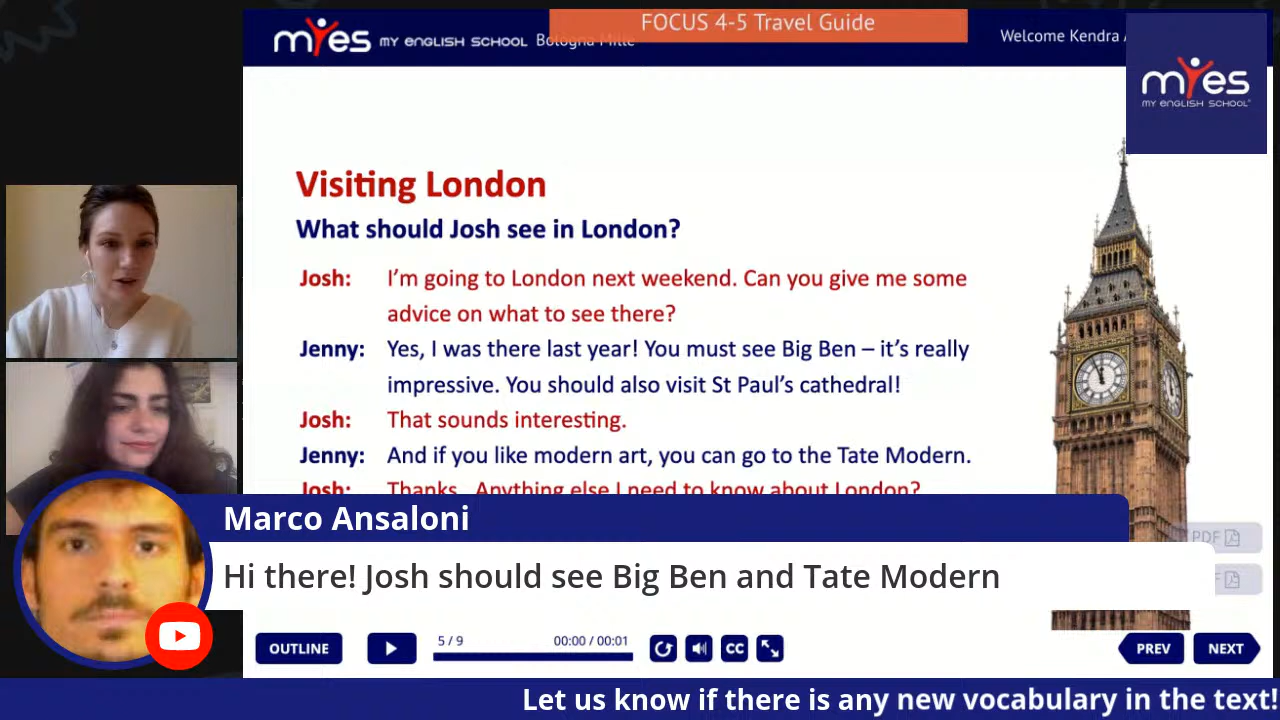 FOCUS 4-5 Travel Guide
myes MY ENGLISH SCHOOL Bologna Mille
Welcome Kendra
myes
MY ENGLISH SCHOOL
Visiting London
What should Josh see in London?
Josh: I'm going to London next weekend. Can you give me some
advice on what to see there?
Jenny: Yes, I was there last year! You must see Big Ben – it's really
impressive. You should also visit St Paul's cathedral!
Josh: That sounds interesting.
Jenny: And if you like modern art, you can go to the Tate Modern.
Josh: Thanks. Anything else I need to know about London?
Marco Ansaloni
PDF
Hi there! Josh should see Big Ben and Tate Modern
OUTLINE
5 / 9
00:00 / 00:01
CC
PREV
NEXT
Let us know if there is any new vocabulary in the text!